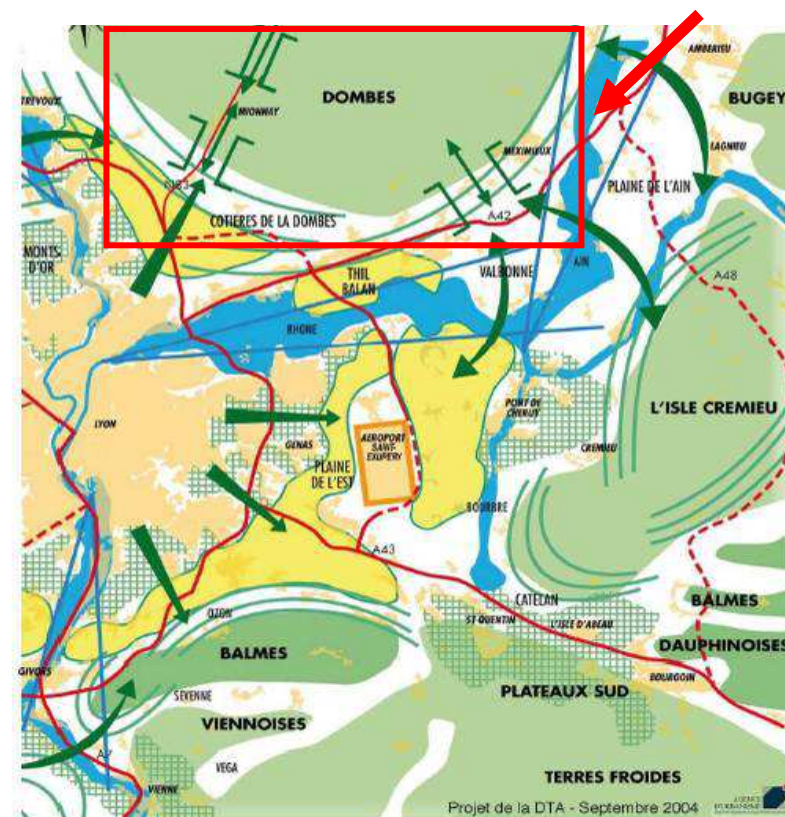 AMBERIEU
DOMBES
BUGEY
TREVOUX
MIONNAY
LAGNIEU
MEXIMIEUX
PLAINE DE L'AIN
A42
COTIERES DE LA DOMBES
MONTS
D'OR
THIL
BALAN
VALBONNE
AIN
A48
RHONE
L'ISLE CREMIEU
PONT DE
CHERUY
LYON
GENAS
AEROPORT
SAINT-
EXUPERY
CREMIEU
PLAINE
DE L'EST
BOURBRE
A43
OZON
CATELAN
ST QUENTIN
L'ISLE D'ABEAU
BALMES
DAUPHINOISES
BALMES
GIVORS
BOURGOIN
SEVENNE
PLATEAUX SUD
VIENNOISES
A7
VEGA
VIENNE
TERRES FROIDES
Projet de la DTA - Septembre 2004